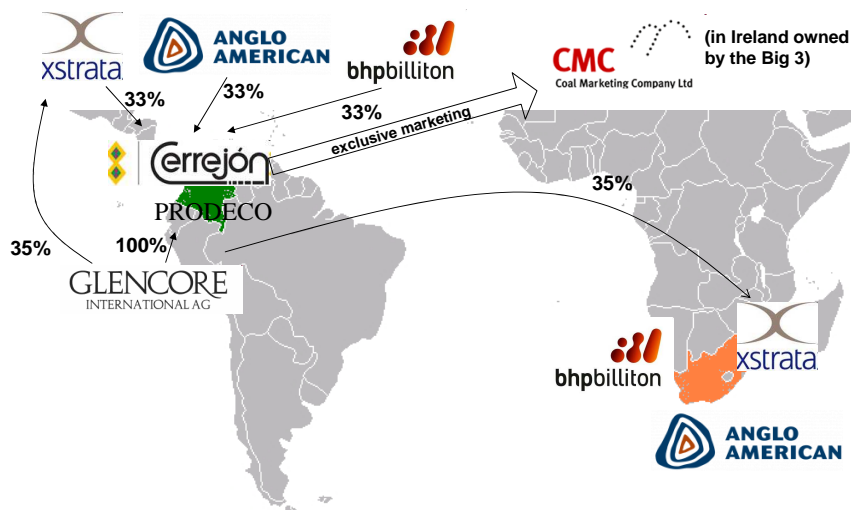 xstrata
ANGLO
AMERICAN
bhpbilliton
CMC
Coal Marketing Company Ltd
(in Ireland owned
by the Big 3)
33%
33%
33%
exclusive marketing
Cerrejón
PRODECO
35%
35%
100%
GLENCORE
INTERNATIONAL AG
bhpbilliton
xstrata
ANGLO
AMERICAN